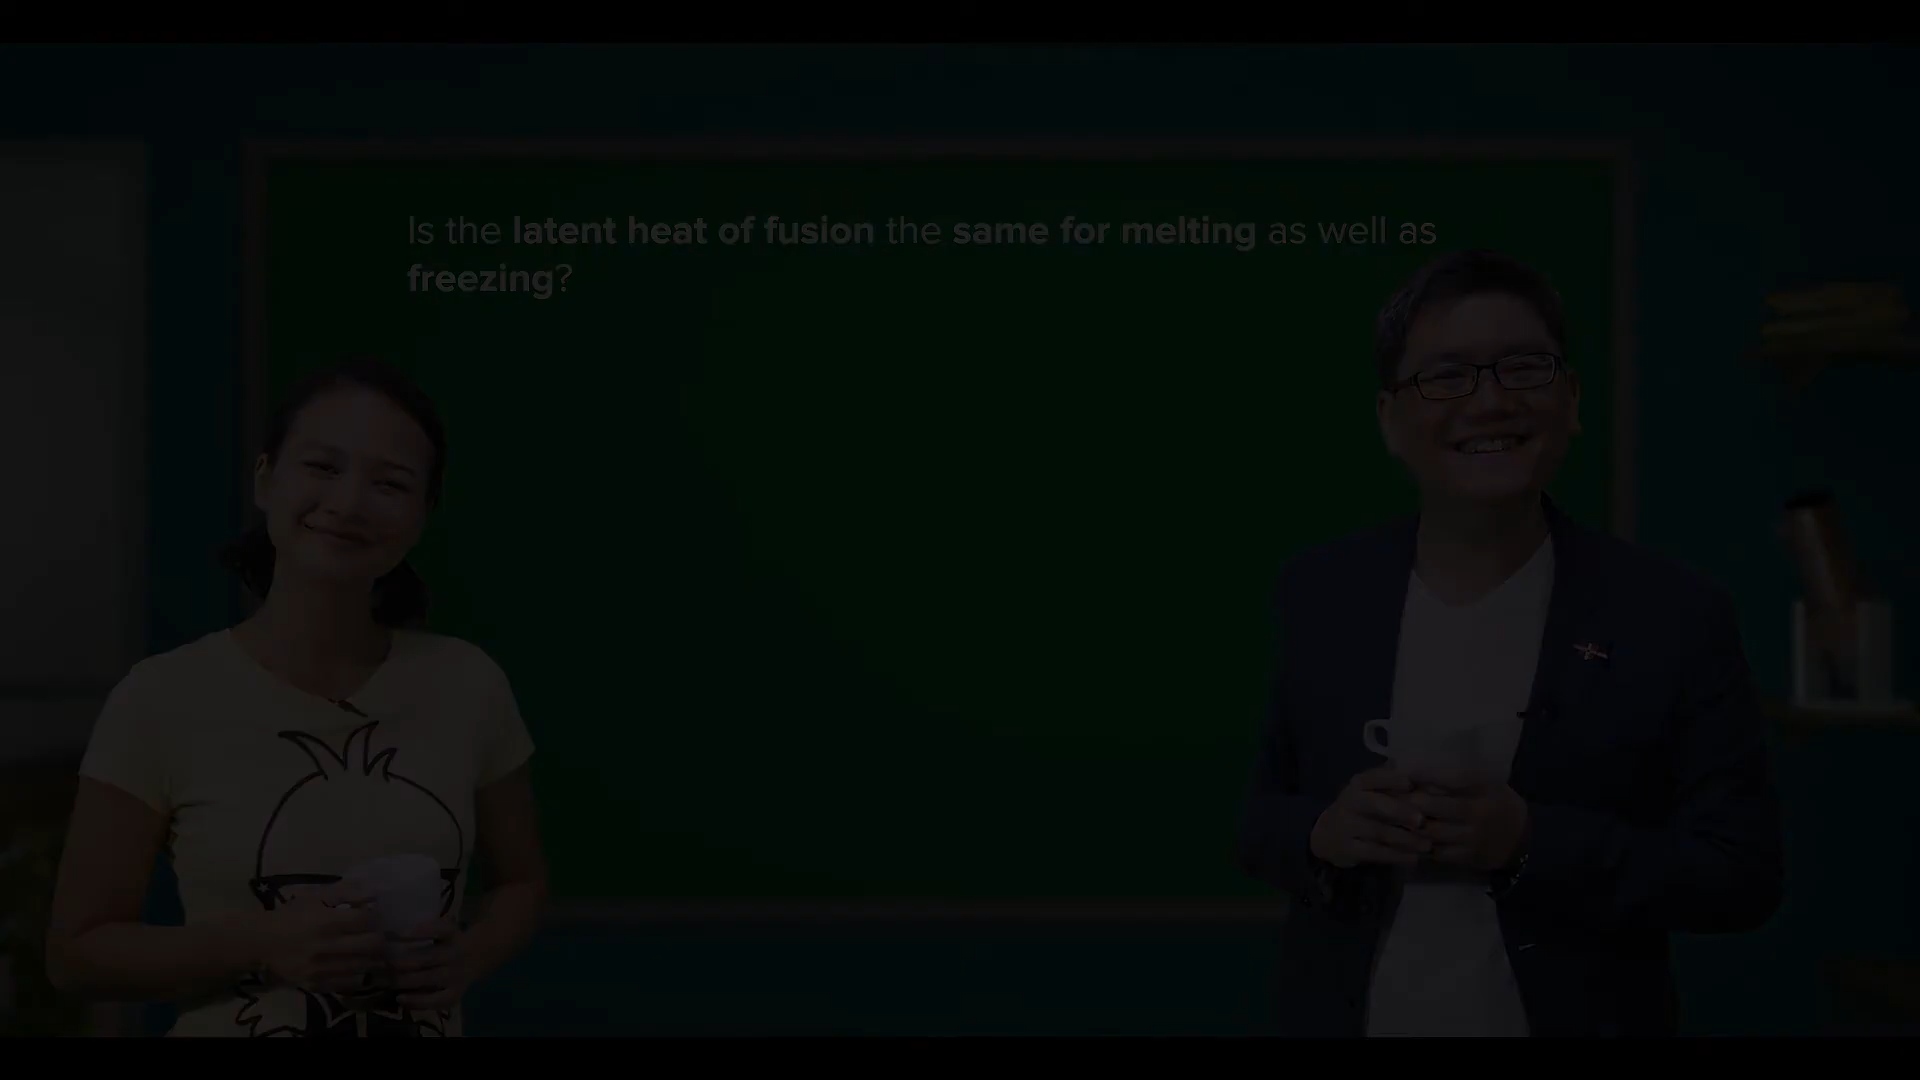 Is the latent heat of fusion the same for melting as well as
freezing?